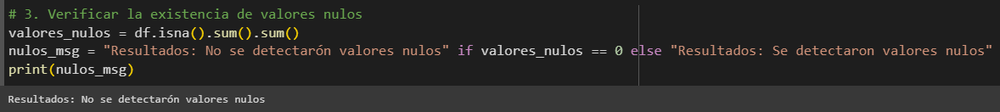 # 3. Verificar la existencia de valores nulos
valores_nulos = df.isna().sum().sum()
nulos_msg = "Resultados: No se detectarón valores nulos" if valores_nulos == 0 else "Resultados: Se detectaron valores nulos"
print(nulos_msg)
Resultados: No se detectarón valores nulos